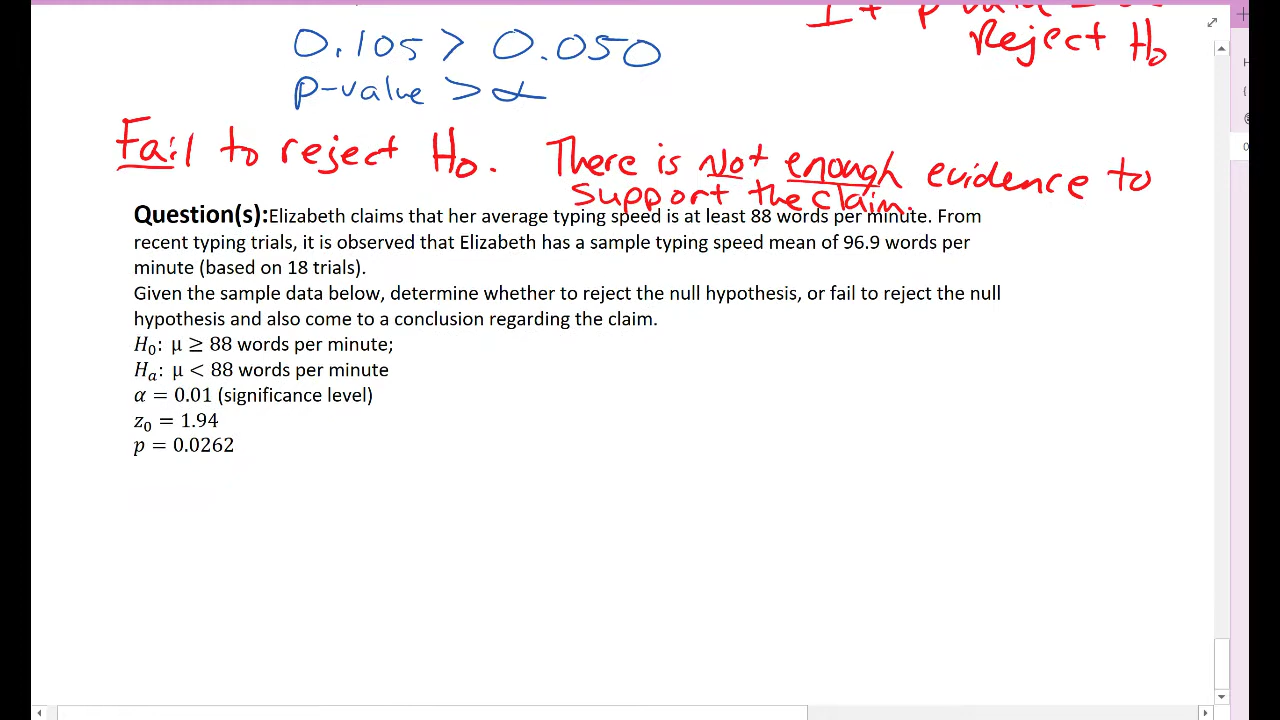 Reject H₀
0.105 > 0.050
p-value > α
Fail to reject H₀. There is not enough evidence to
support the claim.
Question(s):Elizabeth claims that her average typing speed is at least 88 words per minute. From
recent typing trials, it is observed that Elizabeth has a sample typing speed mean of 96.9 words per
minute (based on 18 trials).
Given the sample data below, determine whether to reject the null hypothesis, or fail to reject the null
hypothesis and also come to a conclusion regarding the claim.
H₀: μ ≥ 88 words per minute;
Hₐ: μ < 88 words per minute
α = 0.01 (significance level)
z₀ = 1.94
p = 0.0262